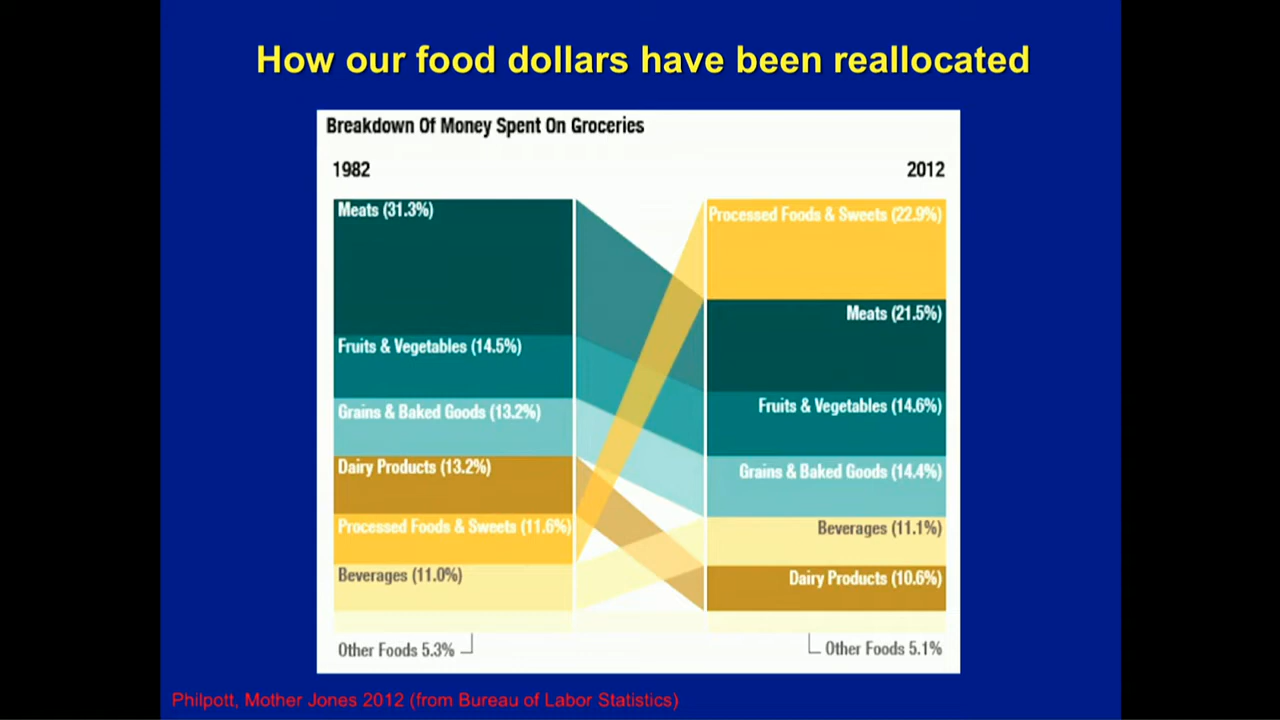 How our food dollars have been reallocated
Breakdown Of Money Spent On Groceries
1982
2012
Meats (31.3%)
Fruits & Vegetables (14.5%)
Grains & Baked Goods (13.2%)
Dairy Products (13.2%)
Processed Foods & Sweets (11.6%)
Beverages (11.0%)
Other Foods 5.3%
Processed Foods & Sweets (22.9%)
Meats (21.5%)
Fruits & Vegetables (14.6%)
Grains & Baked Goods (14.4%)
Beverages (11.1%)
Dairy Products (10.6%)
Other Foods 5.1%
Philpott, Mother Jones 2012 (from Bureau of Labor Statistics)